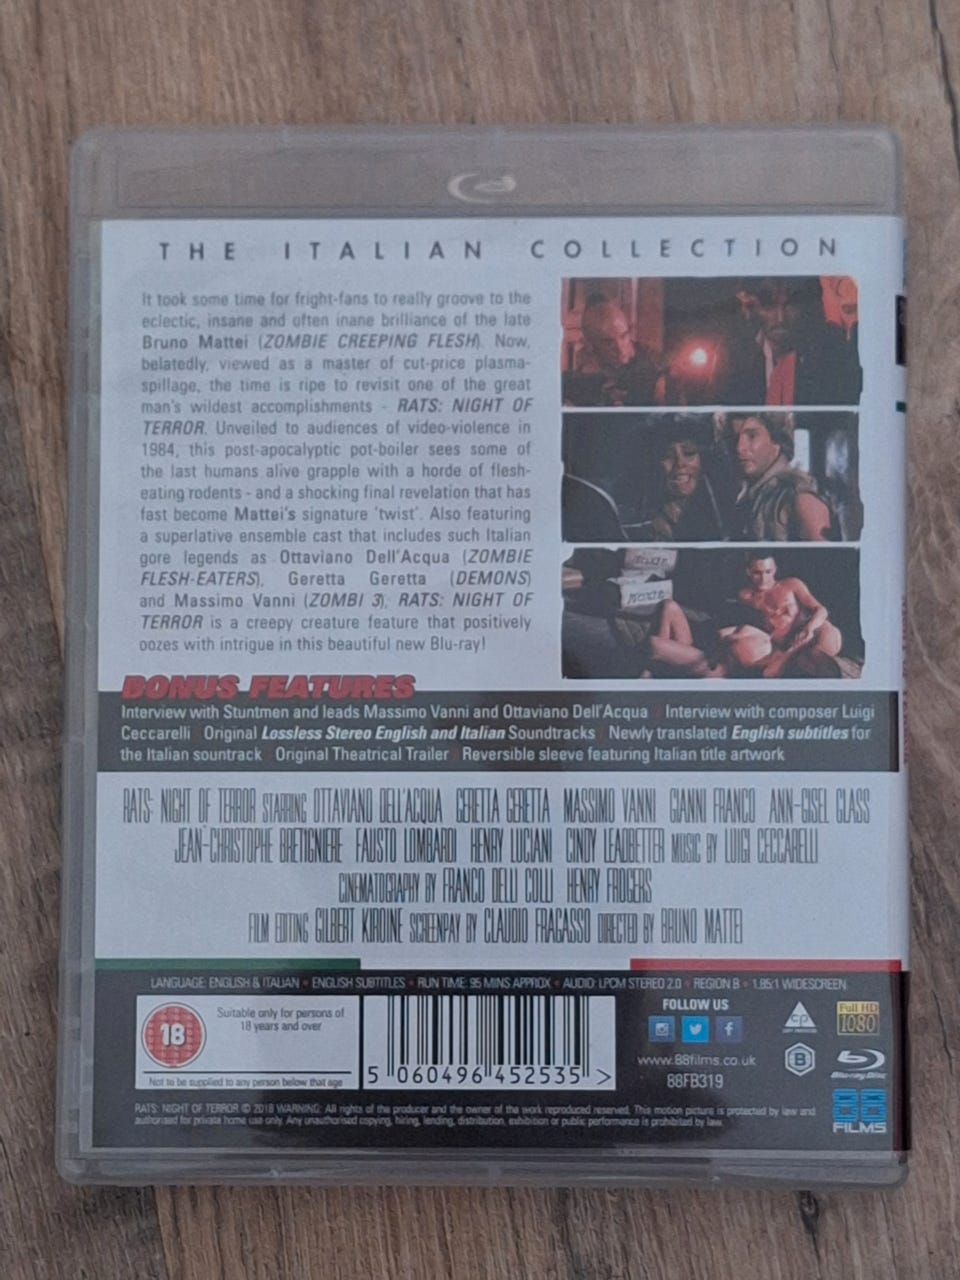 THE ITALIAN COLLECTION
It took some time for fright-fans to really groove to the
eclectic, insane and often inane brilliance of the late
Bruno Mattei (ZOMBIE CREEPING FLESH). Now,
belatedly, viewed as a master of cut-price plasma-
spillage, the time is ripe to revisit one of the great
man's wildest accomplishments - RATS: NIGHT OF
TERROR. Unveiled to audiences of video-violence in
1984, this post-apocalyptic pot-boiler sees some of
the last humans alive grapple with a horde of flesh-
eating rodents - and a shocking final revelation that has
fast become Mattei's signature 'twist'. Also featuring
a superlative ensemble cast that includes such Italian
gore legends as Ottaviano Dell'Acqua (ZOMBIE
FLESH-EATERS), Geretta Geretta (DEMONS)
and Massimo Vanni (ZOMBI 3), RATS: NIGHT OF
TERROR is a creepy creature feature that positively
oozes with intrigue in this beautiful new Blu-ray!
BONUS FEATURES
Interview with Stuntmen and leads Massimo Vanni and Ottaviano Dell'Acqua / Interview with composer Luigi
Ceccarelli / Original Lossless Stereo English and Italian Soundtracks / Newly translated English subtitles for
the Italian sountrack / Original Theatrical Trailer / Reversible sleeve featuring Italian title artwork
RATS: NIGHT OF TERROR STARRING OTTAVIANO DELL'ACQUA GERETTA GERETTA MASSIMO VANNI GIANNI FRANCO ANN-GISEL GLASS
JEAN-CHRISTOPHE BRETIGNIERE FAUSTO LOMBARDI HENRY LUCIANI CINDY LEADBETTER MUSIC BY LUIGI CECCARELLI
CINEMATOGRAPHY BY FRANCO DELLI COLLI HENRY FROGERS
FILM EDITING GILBERT KIROINE SCREENPAY BY CLAUDIO FRAGASSO DIRECTED BY BRUNO MATTEI
LANGUAGE: ENGLISH & ITALIAN • ENGLISH SUBTITLES • RUN TIME: 95 MINS APPROX • AUDIO: LPCM STEREO 2.0 • REGION B • 1.85:1 WIDESCREEN
18
Suitable only for persons of
18 years and over
Not to be supplied to any person below that age
5 060496 452535 >
FOLLOW US
www.88films.co.uk
88FB319
cp
B
Full HD
1080
Blu-ray Disc
88
FILMS
RATS: NIGHT OF TERROR © 2018 WARNING: All rights of the producer and the owner of the work reproduced reserved. This motion picture is protected by law and
authorised for private home use only. Any unauthorised copying, hiring, lending, distribution, exhibition or public performance is prohibited by law.